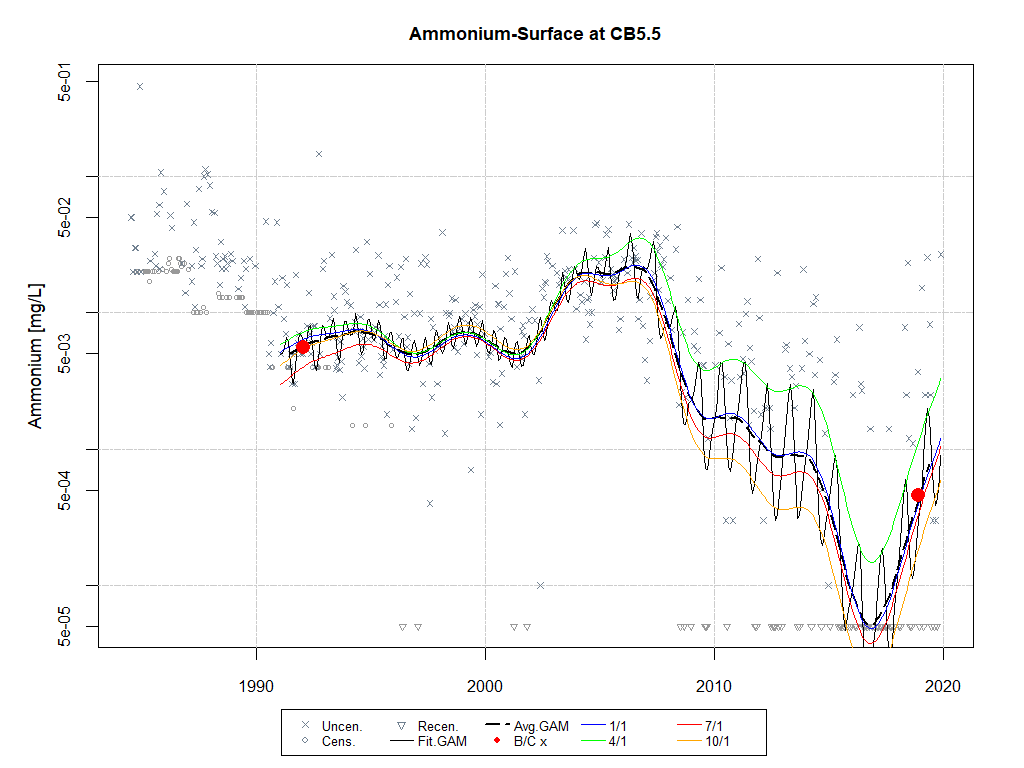 Ammonium-Surface at CB5.5
Ammonium [mg/L]
5e-01
5e-02
5e-03
5e-04
5e-05
1990 2000 2010 2020
Uncen. Recen. Avg.GAM 1/1 7/1
Cens. Fit.GAM B/C x 4/1 10/1